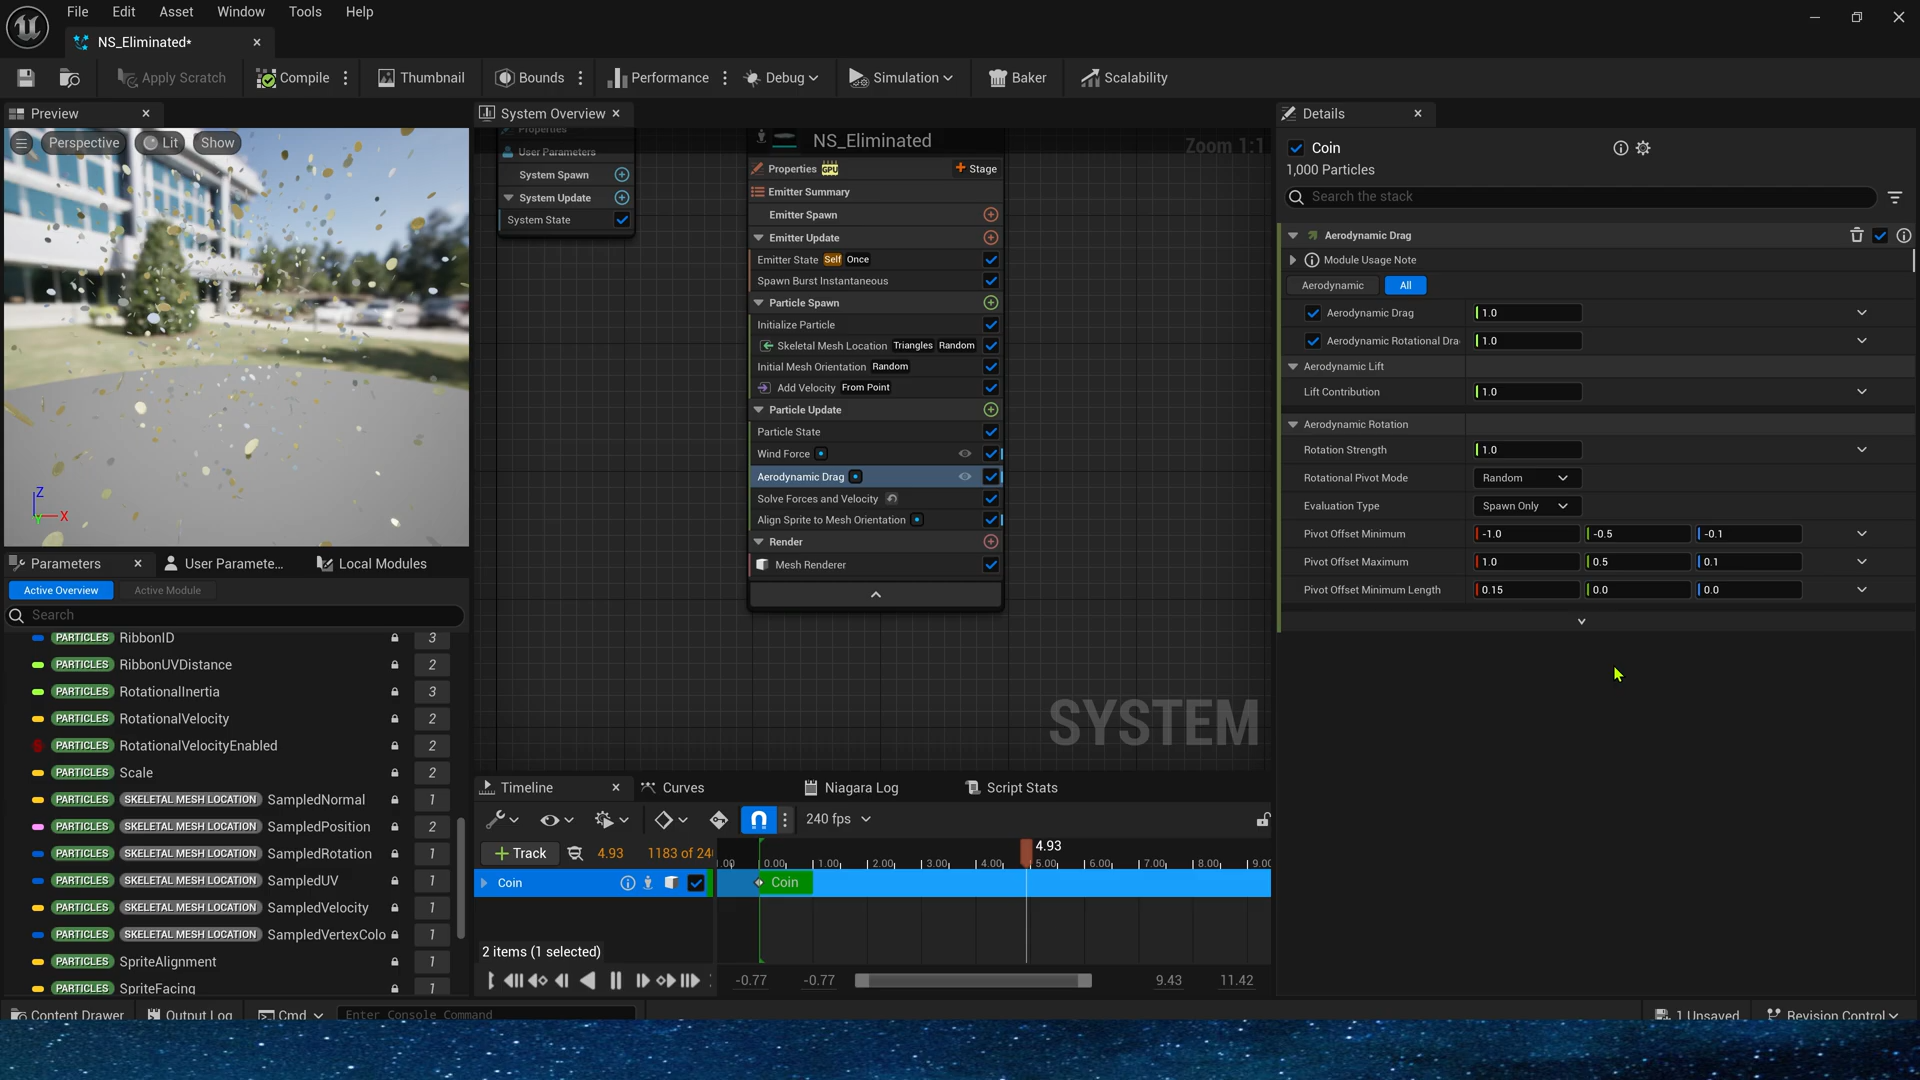 File Edit Asset Window Tools Help
NS_Eliminated*
Apply Scratch Compile Thumbnail Bounds Performance Debug Simulation Baker Scalability
Preview
Perspective Lit Show
Z
X
Parameters User Paramete... Local Modules
Active Overview Active Module
Search
PARTICLES RibbonID 3
PARTICLES RibbonUVDistance 2
PARTICLES RotationalInertia 3
PARTICLES RotationalVelocity 2
PARTICLES RotationalVelocityEnabled 2
PARTICLES Scale 2
PARTICLES SKELETAL MESH LOCATION SampledNormal 1
PARTICLES SKELETAL MESH LOCATION SampledPosition 2
PARTICLES SKELETAL MESH LOCATION SampledRotation 1
PARTICLES SKELETAL MESH LOCATION SampledUV 1
PARTICLES SKELETAL MESH LOCATION SampledVelocity 1
PARTICLES SKELETAL MESH LOCATION SampledVertexColo 1
PARTICLES SpriteAlignment 1
PARTICLES SpriteFacing 1
System Overview
Properties
User Parameters
System Spawn
System Update
System State
Zoom 1:1
NS_Eliminated
Properties GPU Stage
Emitter Summary
Emitter Spawn
Emitter Update
Emitter State Self Once
Spawn Burst Instantaneous
Particle Spawn
Initialize Particle
Skeletal Mesh Location Triangles Random
Initial Mesh Orientation Random
Add Velocity From Point
Particle Update
Particle State
Wind Force
Aerodynamic Drag
Solve Forces and Velocity
Align Sprite to Mesh Orientation
Render
Mesh Renderer
SYSTEM
Timeline Curves Niagara Log Script Stats
240 fps
Track 4.93 1183 of 240
4.93
1.00 0.00 1.00 2.00 3.00 4.00 5.00 6.00 7.00 8.00 9.00
Coin Coin
2 items (1 selected)
-0.77 -0.77 9.43 11.42
Details
Coin
1,000 Particles
Search the stack
Aerodynamic Drag
Module Usage Note
Aerodynamic All
Aerodynamic Drag 1.0
Aerodynamic Rotational Dra 1.0
Aerodynamic Lift
Lift Contribution 1.0
Aerodynamic Rotation
Rotation Strength 1.0
Rotational Pivot Mode Random
Evaluation Type Spawn Only
Pivot Offset Minimum -1.0 -0.5 -0.1
Pivot Offset Maximum 1.0 0.5 0.1
Pivot Offset Minimum Length 0.15 0.0 0.0
Content Drawer Output Log Cmd Enter Console Command 1 Unsaved Revision Control